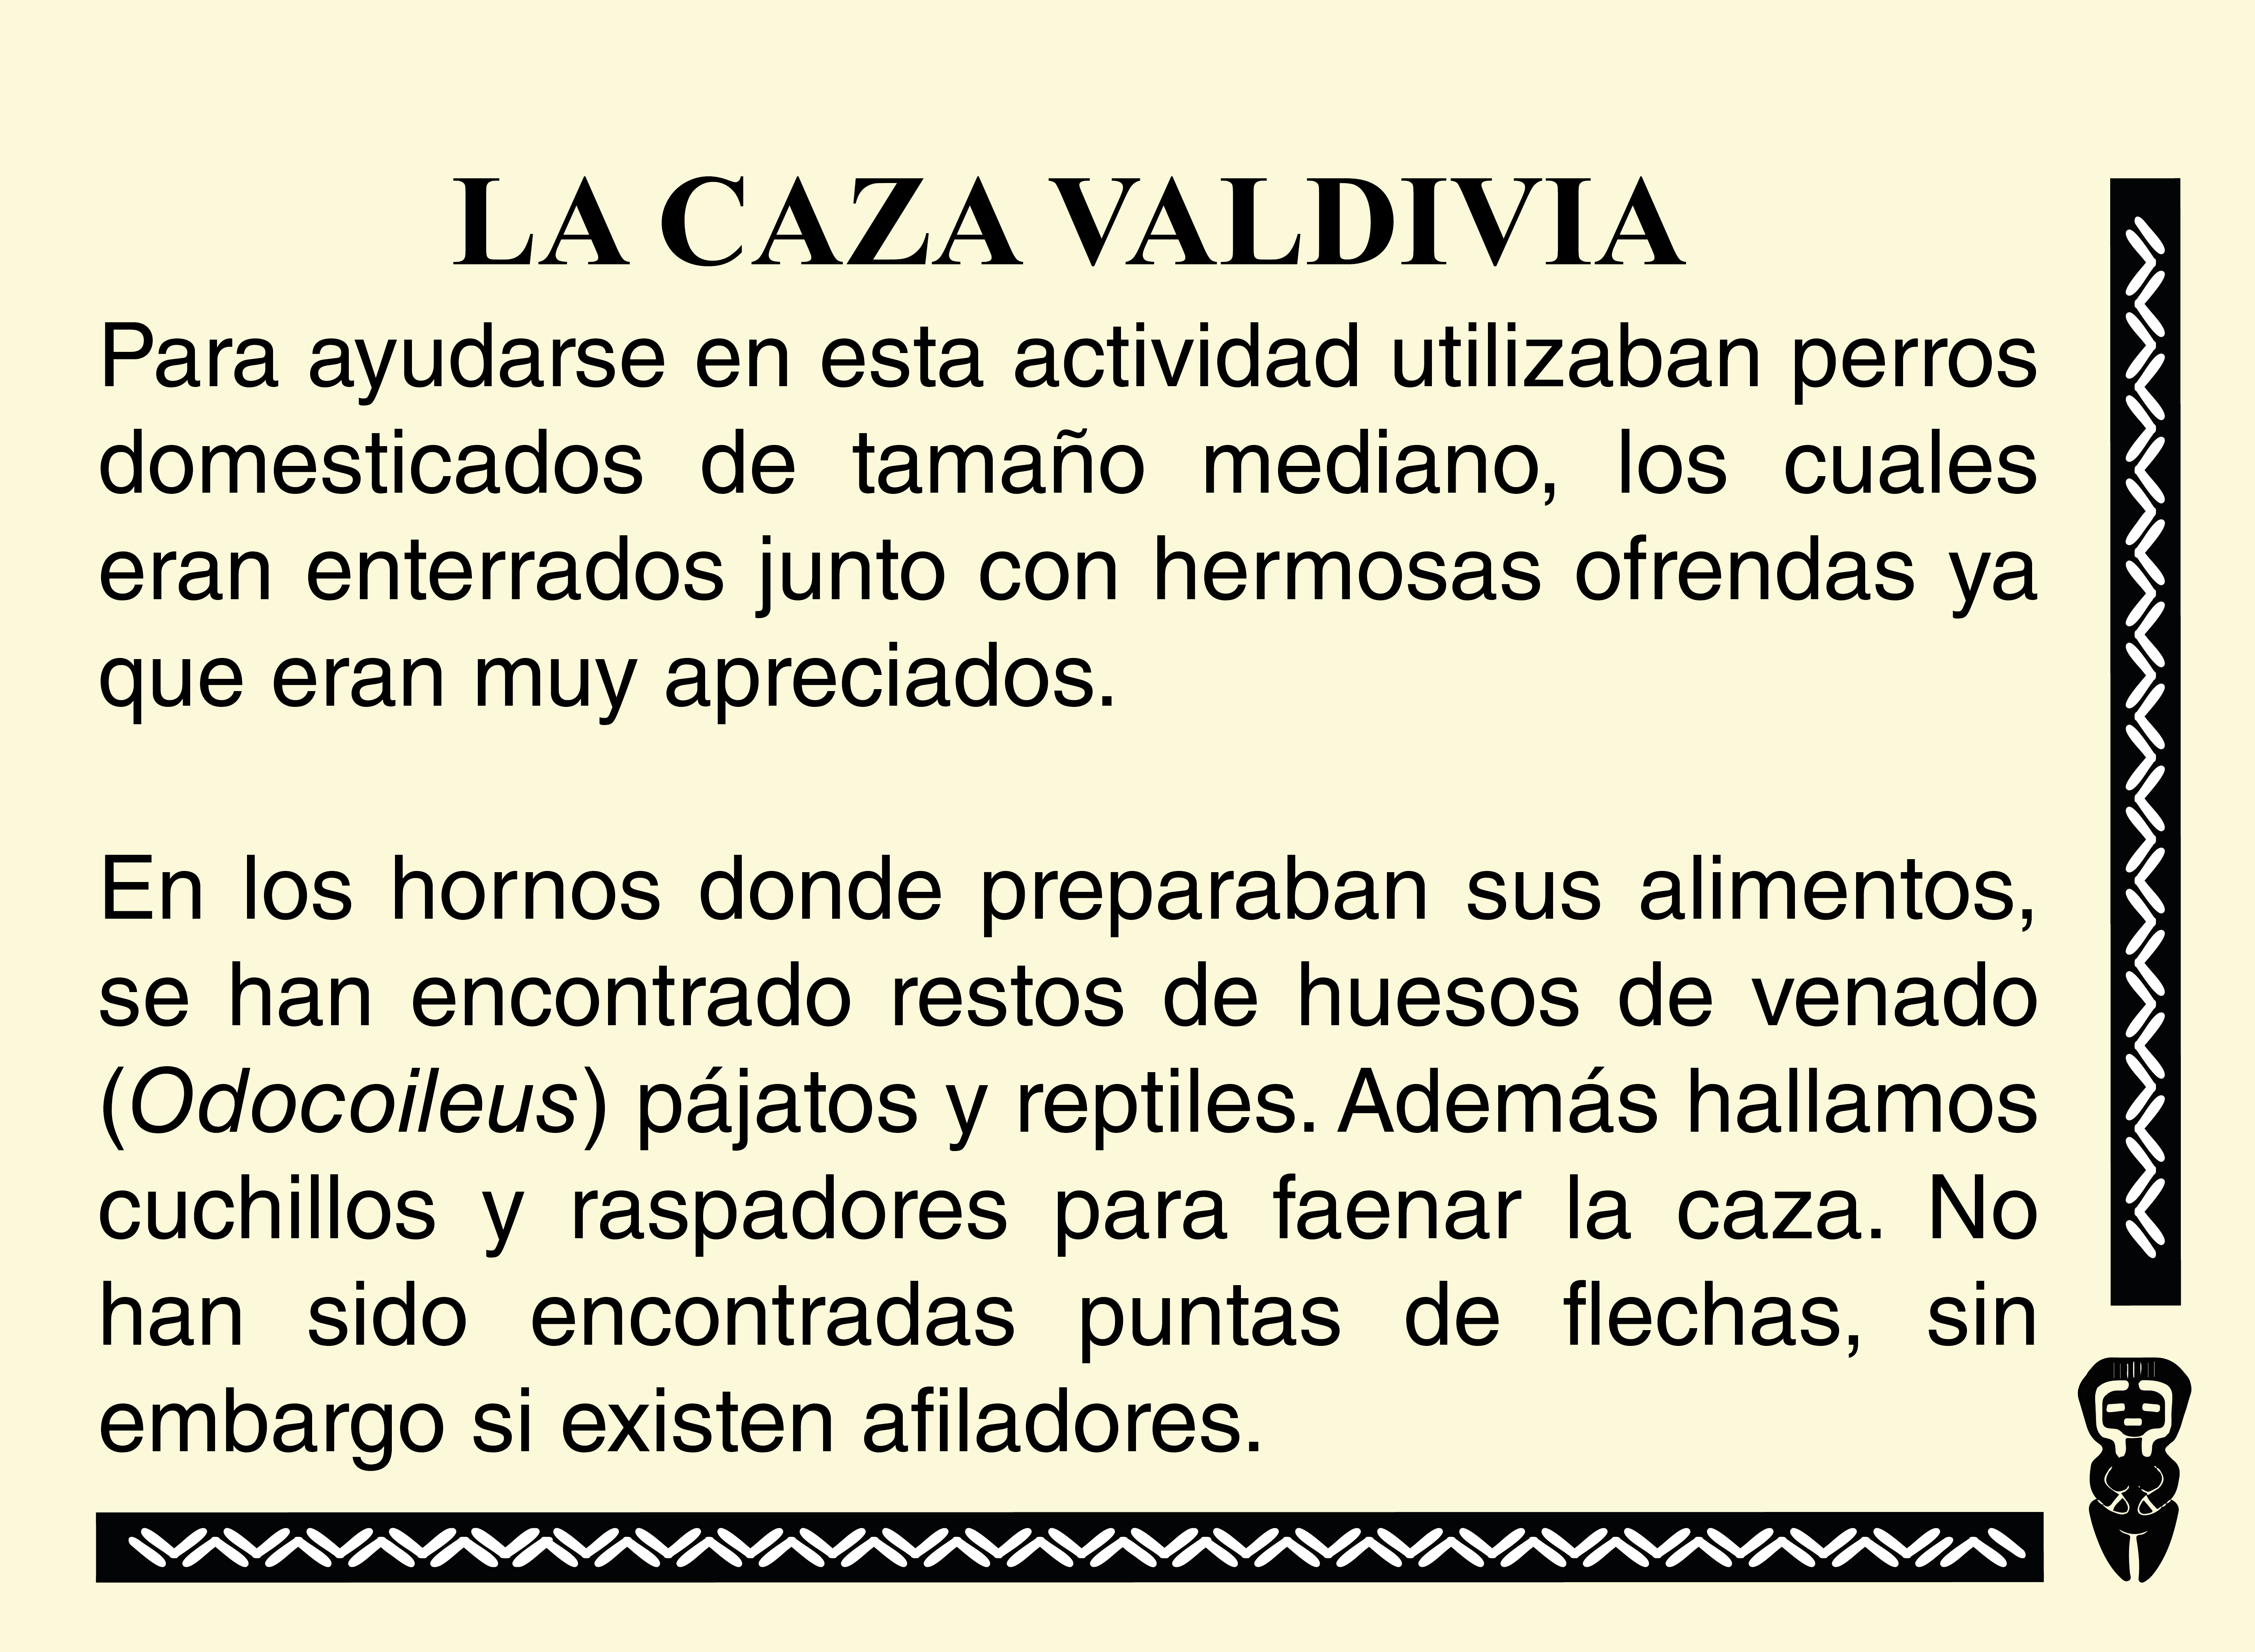 LA CAZA VALDIVIA
Para ayudarse en esta actividad utilizaban perros
domesticados de tamaño mediano, los cuales
eran enterrados junto con hermosas ofrendas ya
que eran muy apreciados.
En los hornos donde preparaban sus alimentos,
se han encontrado restos de huesos de venado
(Odocoileus) pájatos y reptiles. Además hallamos
cuchillos y raspadores para faenar la caza. No
han sido encontradas puntas de flechas, sin
embargo si existen afiladores.